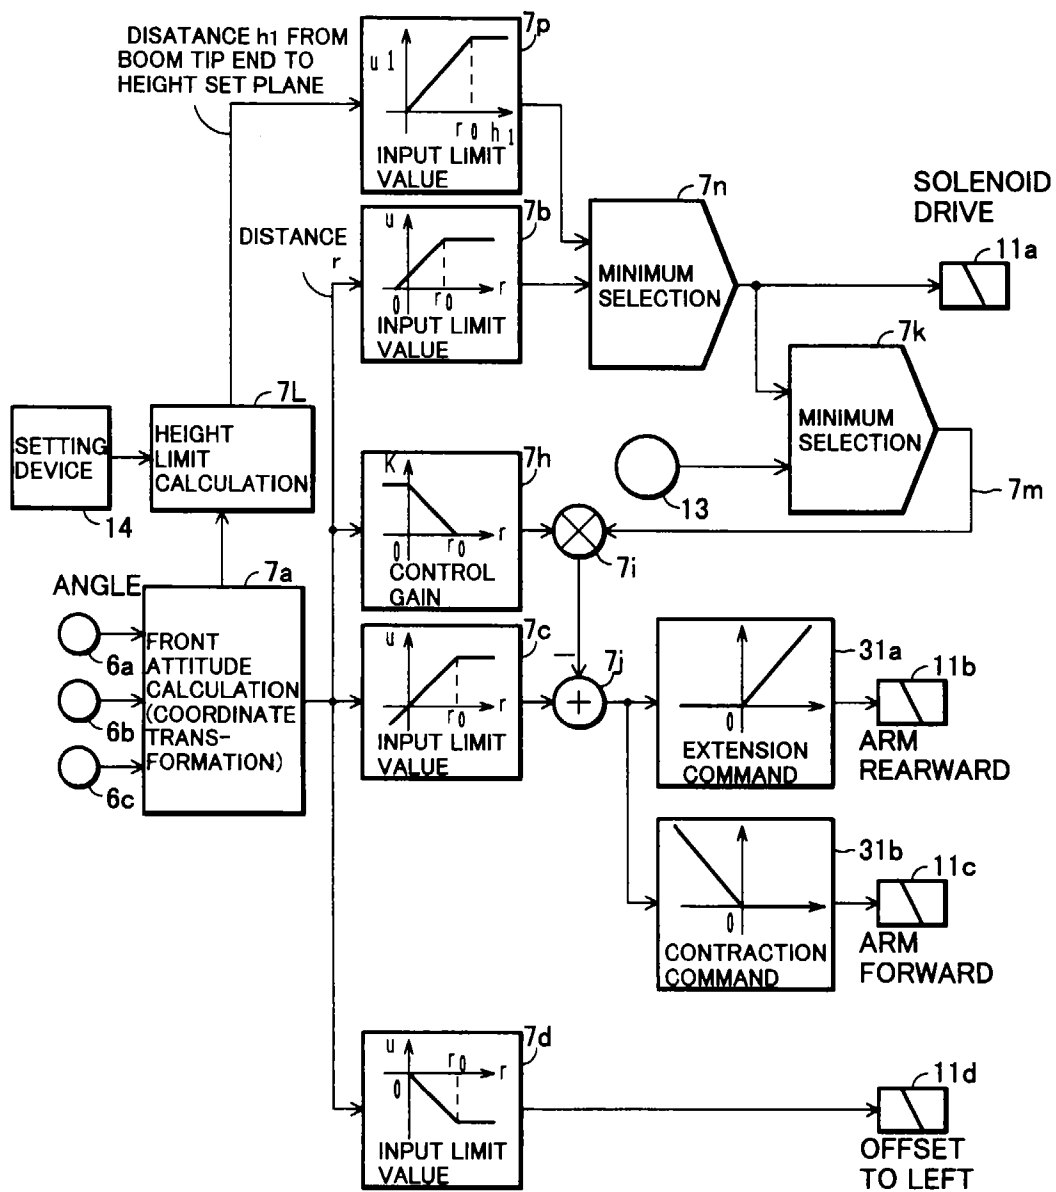 DISATANCE h1 FROM
BOOM TIP END TO
HEIGHT SET PLANE
7p
u1
r0 h1
INPUT LIMIT
VALUE
7b
u
0 r0 r
INPUT LIMIT
VALUE
DISTANCE
r
7n
MINIMUM
SELECTION
SOLENOID
DRIVE
11a
7k
MINIMUM
SELECTION
7L
HEIGHT
LIMIT
CALCULATION
SETTING
DEVICE
14
7h
K
0 r0 r
CONTROL
GAIN
13
7m
7i
ANGLE
7a
FRONT
ATTITUDE
CALCULATION
(COORDINATE
TRANS-
FORMATION)
6a
6b
6c
7c
u
0 r0 r
INPUT LIMIT
VALUE
−
7j
+
31a
0
EXTENSION
COMMAND
11b
ARM
REARWARD
31b
0
CONTRACTION
COMMAND
11c
ARM
FORWARD
7d
u
r0
r
0
INPUT LIMIT
VALUE
11d
OFFSET
TO LEFT